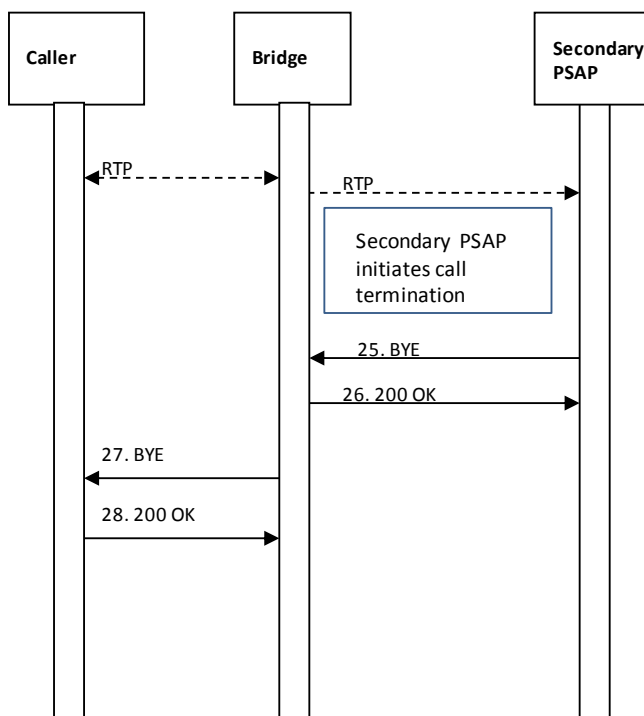 Caller
Bridge
Secondary
PSAP
RTP
RTP
Secondary PSAP
initiates call
termination
25. BYE
26. 200 OK
27. BYE
28. 200 OK